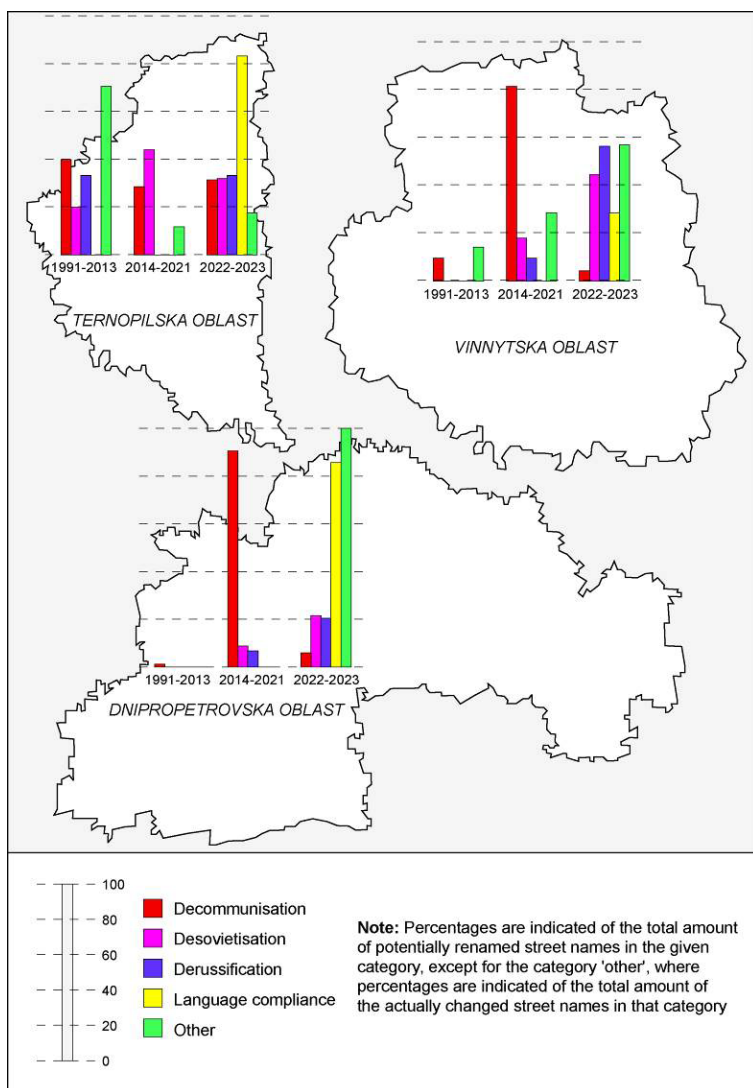 1991-2013 2014-2021 2022-2023
TERNOPILSKA OBLAST
1991-2013 2014-2021 2022-2023
VINNYTSKA OBLAST
1991-2013 2014-2021 2022-2023
DNIPROPETROVSKA OBLAST
100
80
60
40
20
0
Decommunisation
Desovietisation
Derussification
Language compliance
Other
Note: Percentages are indicated of the total amount
of potentially renamed street names in the given
category, except for the category 'other', where
percentages are indicated of the total amount of
the actually changed street names in that category